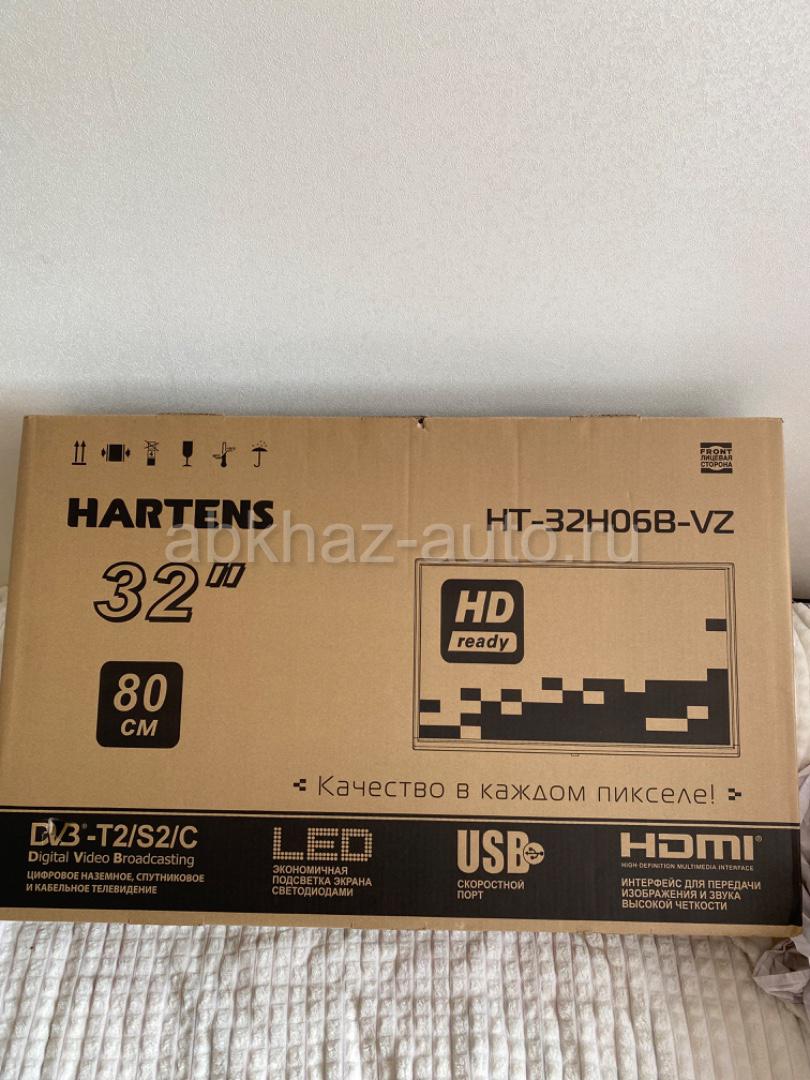 FRONT
ЛИЦЕВАЯ
СТОРОНА
HARTENS
HT-32H06B-VZ
abkhaz-auto.ru
32"
HD
ready
80
СМ
Качество в каждом пикселе!
DVB®-T2/S2/C
Digital Video Broadcasting
ЦИФРОВОЕ НАЗЕМНОЕ, СПУТНИКОВОЕ
И КАБЕЛЬНОЕ ТЕЛЕВИДЕНИЕ
LED
ЭКОНОМИЧНАЯ
ПОДСВЕТКА ЭКРАНА
СВЕТОДИОДАМИ
USB
СКОРОСТНОЙ
ПОРТ
HDMI®
HIGH-DEFINITION MULTIMEDIA INTERFACE
ИНТЕРФЕЙС ДЛЯ ПЕРЕДАЧИ
ИЗОБРАЖЕНИЯ И ЗВУКА
ВЫСОКОЙ ЧЕТКОСТИ